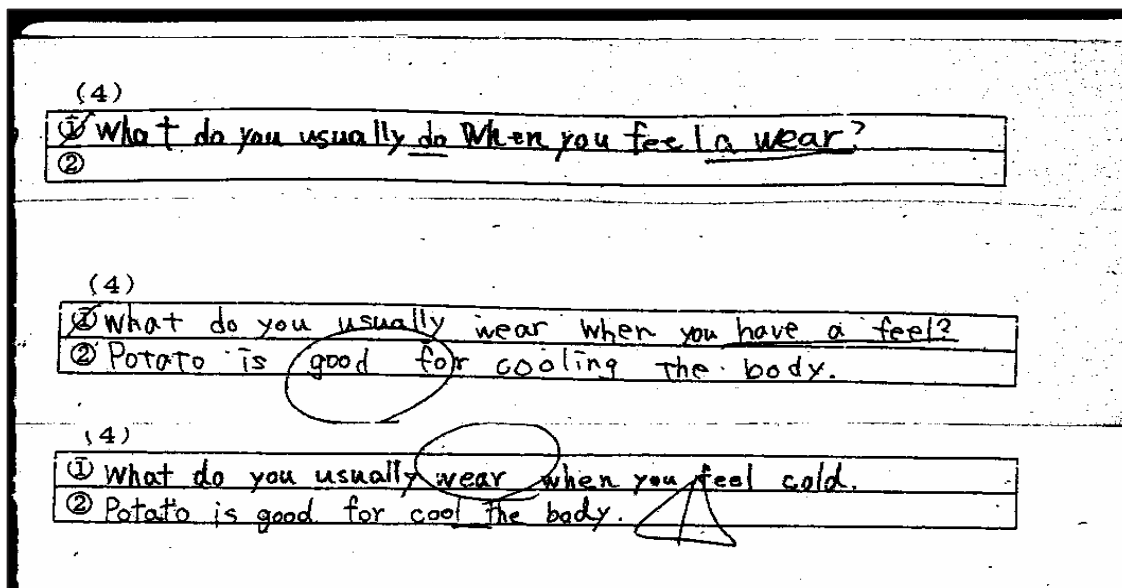 (4)
① What do you usually do When you feel a wear?
②
(4)
① What do you usually wear when you have a feel?
② Potato is good for cooling the body.
(4)
① What do you usually wear when you feel cold.
② Potato is good for cool the body.